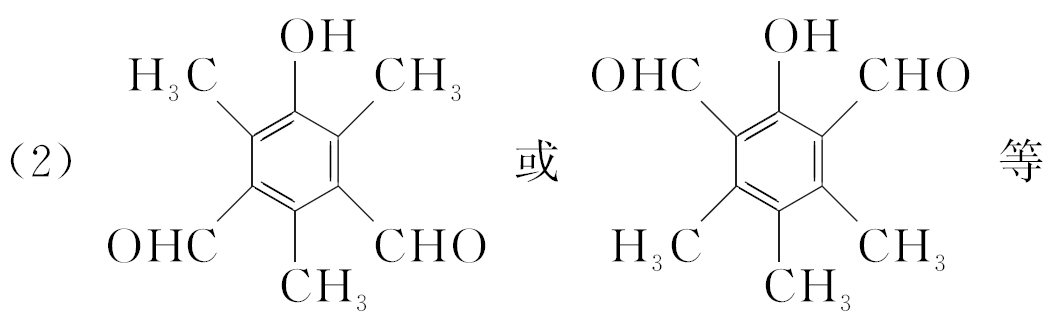 OH OH
H₃C CH₃ OHC CHO
(2) 或 等
OHC CHO H₃C CH₃
CH₃ CH₃